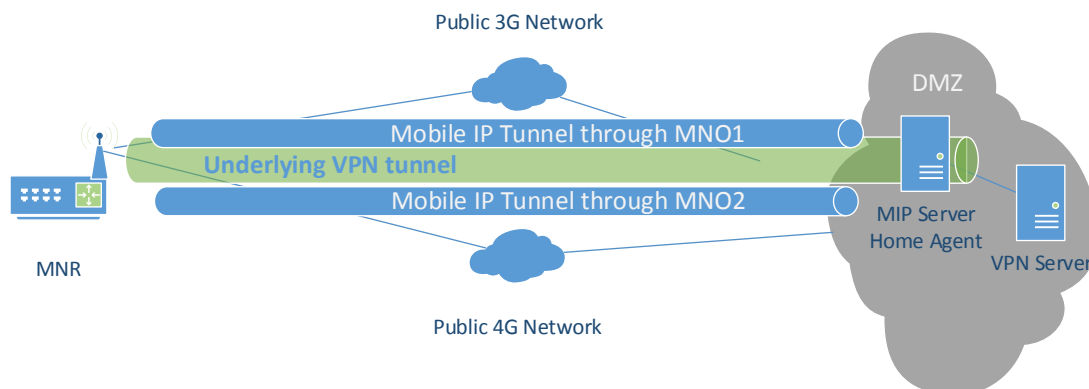 Public 3G Network
DMZ
Mobile IP Tunnel through MNO1
Underlying VPN tunnel
Mobile IP Tunnel through MNO2
MIP Server
Home Agent
VPN Server
MNR
Public 4G Network